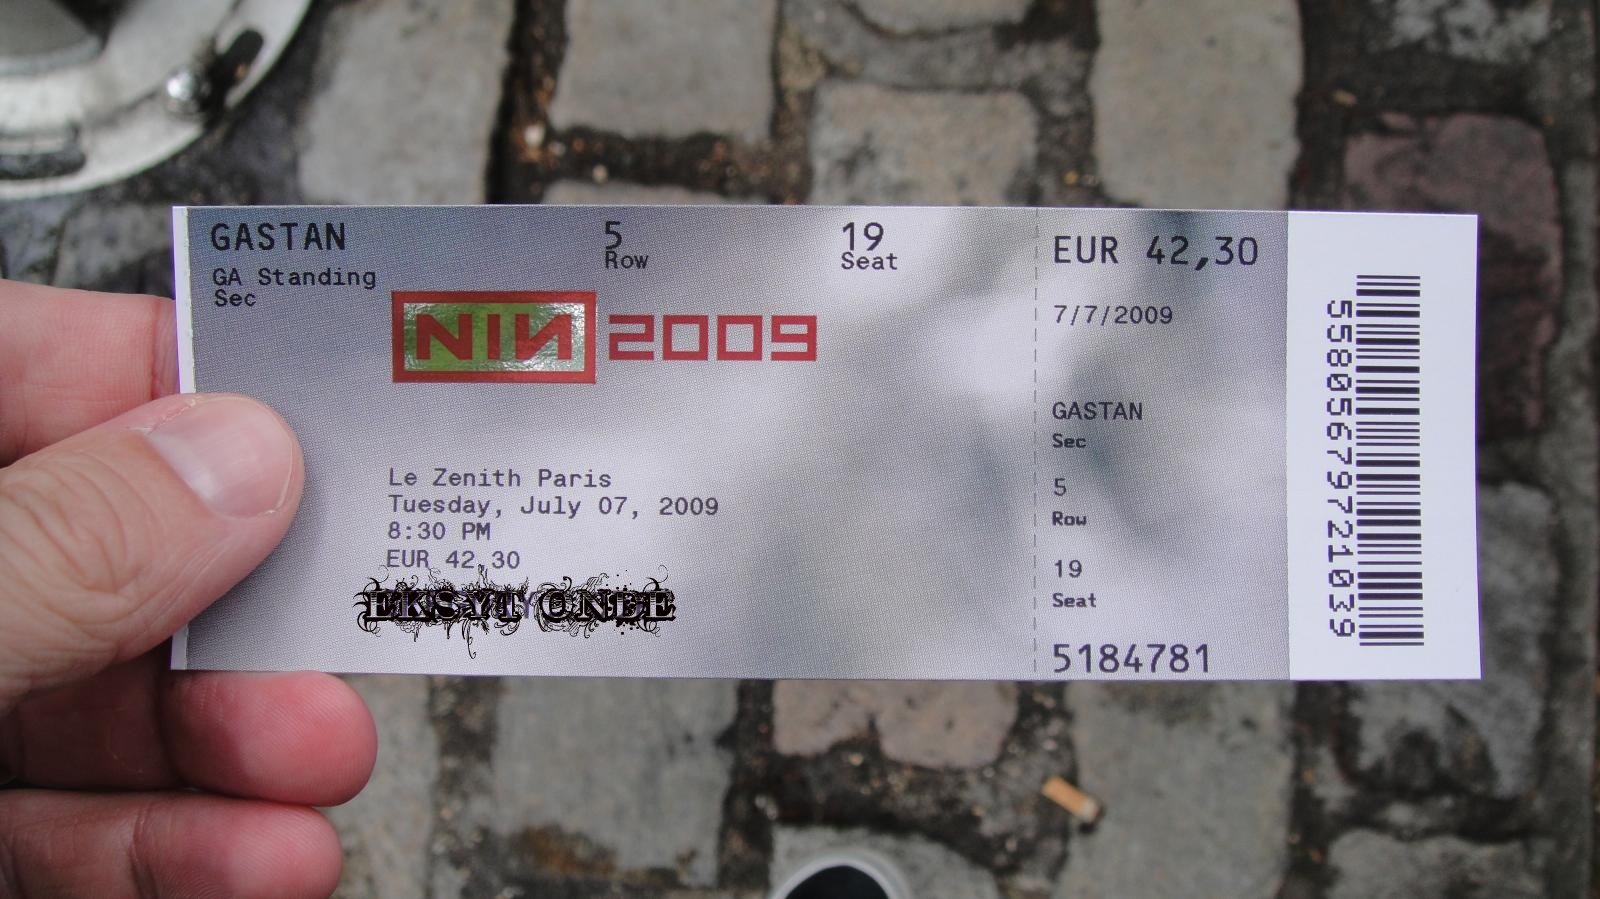 GASTAN
GA Standing
Sec
5
Row
19
Seat
NIN 2009
Le Zenith Paris
Tuesday, July 07, 2009
8:30 PM
EUR 42,30
EKSYT ONDE
EUR 42,30
7/7/2009
GASTAN
Sec
5
Row
19
Seat
5184781
55805679721039